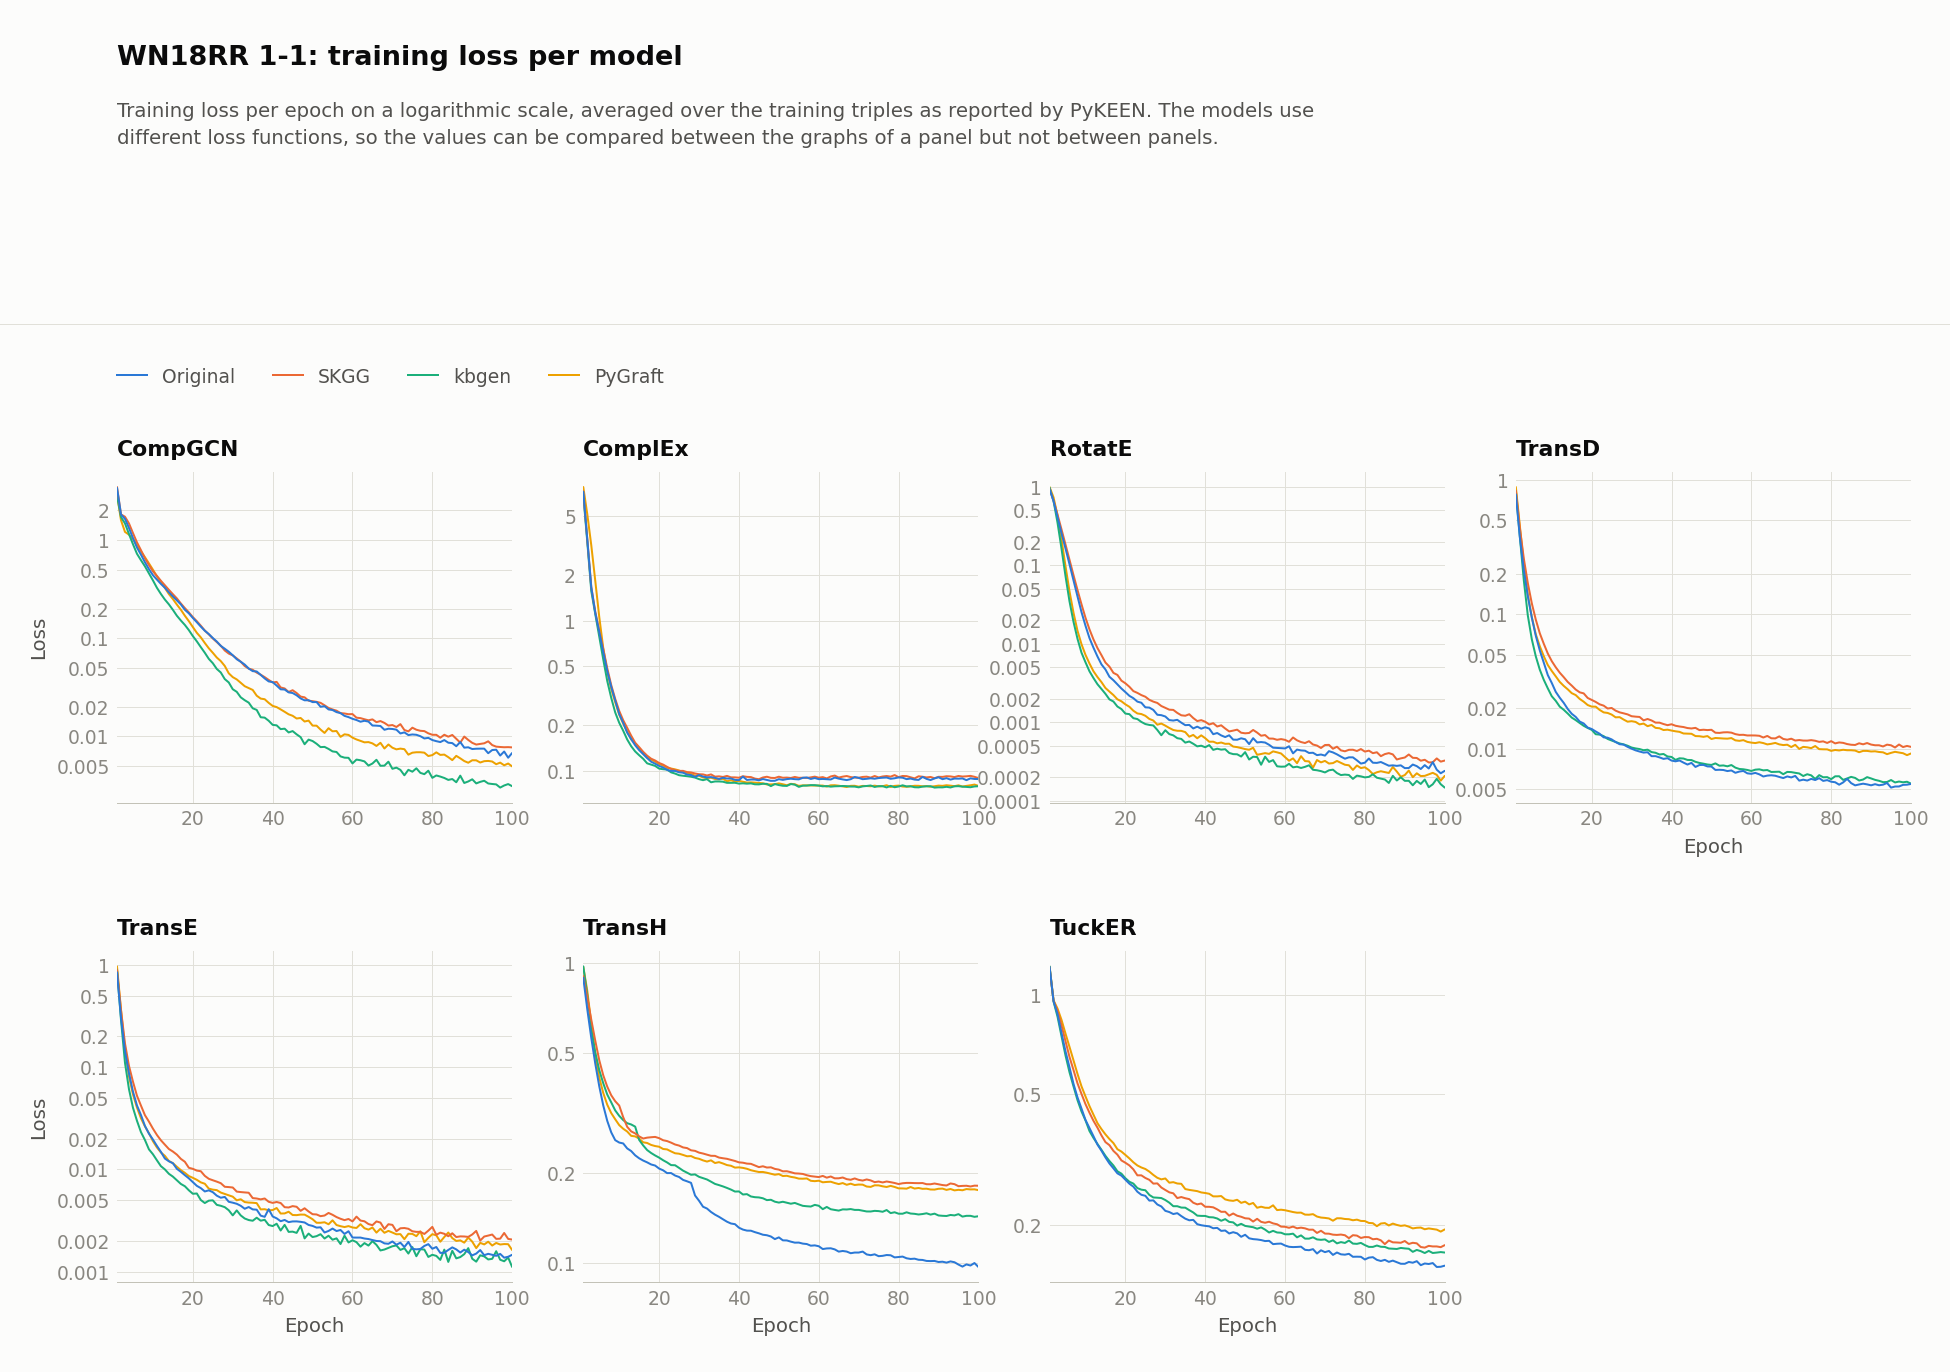 WN18RR 1-1: training loss per model
Training loss per epoch on a logarithmic scale, averaged over the training triples as reported by PyKEEN. The models use
different loss functions, so the values can be compared between the graphs of a panel but not between panels.
Original SKGG kbgen PyGraft
CompGCN
Loss
2
1
0.5
0.2
0.1
0.05
0.02
0.01
0.005
20 40 60 80 100
ComplEx
5
2
1
0.5
0.2
0.1
20 40 60 80 100
RotatE
1
0.5
0.2
0.1
0.05
0.02
0.01
0.005
0.002
0.001
0.0005
0.0002
0.0001
20 40 60 80 100
TransD
1
0.5
0.2
0.1
0.05
0.02
0.01
0.005
20 40 60 80 100
Epoch
TransE
Loss
1
0.5
0.2
0.1
0.05
0.02
0.01
0.005
0.002
0.001
20 40 60 80 100
Epoch
TransH
1
0.5
0.2
0.1
20 40 60 80 100
Epoch
TuckER
1
0.5
0.2
20 40 60 80 100
Epoch